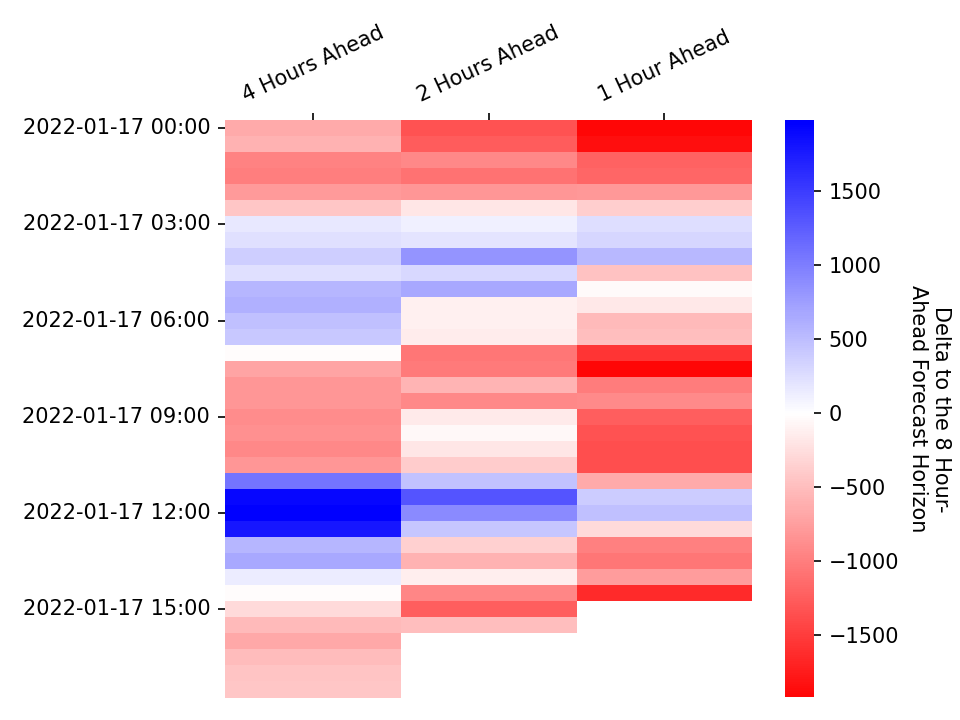 4 Hours Ahead
2 Hours Ahead
1 Hour Ahead
2022-01-17 00:00
2022-01-17 03:00
2022-01-17 06:00
2022-01-17 09:00
2022-01-17 12:00
2022-01-17 15:00
1500
1000
500
0
−500
−1000
−1500
Delta to the 8 Hour-
Ahead Forecast Horizon